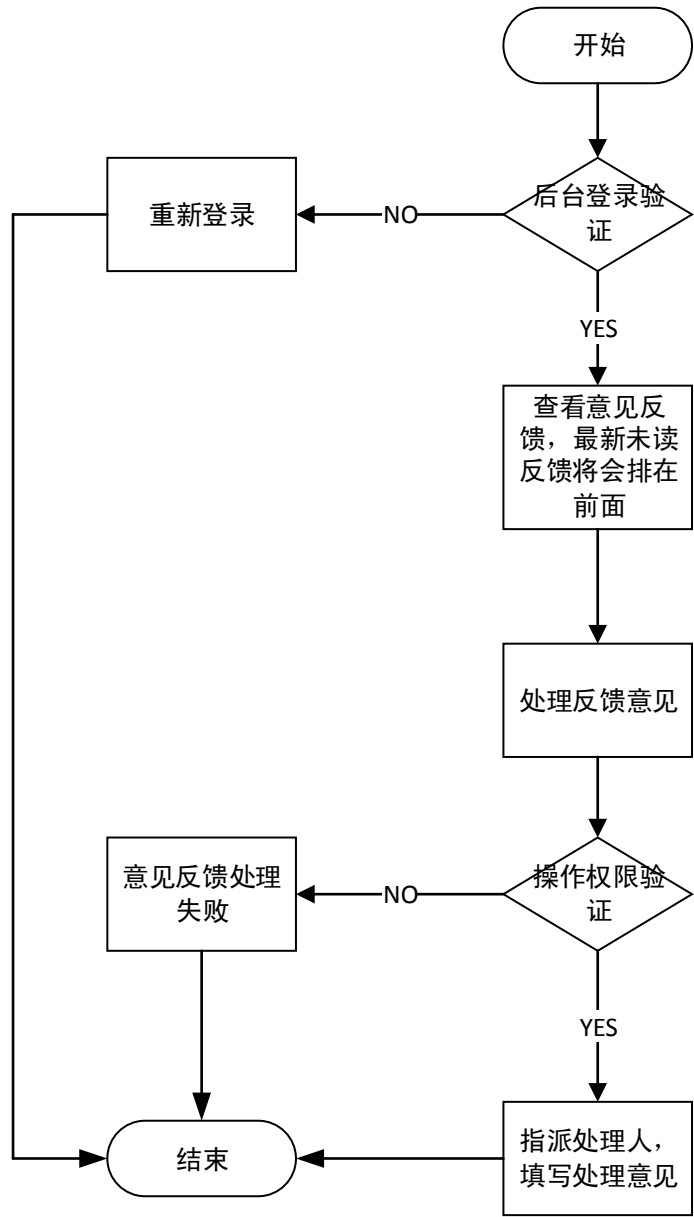 开始
后台登录验
证
NO
重新登录
YES
查看意见反
馈，最新未读
反馈将会排在
前面
处理反馈意见
操作权限验
证
NO
意见反馈处理
失败
YES
指派处理人，
填写处理意见
结束